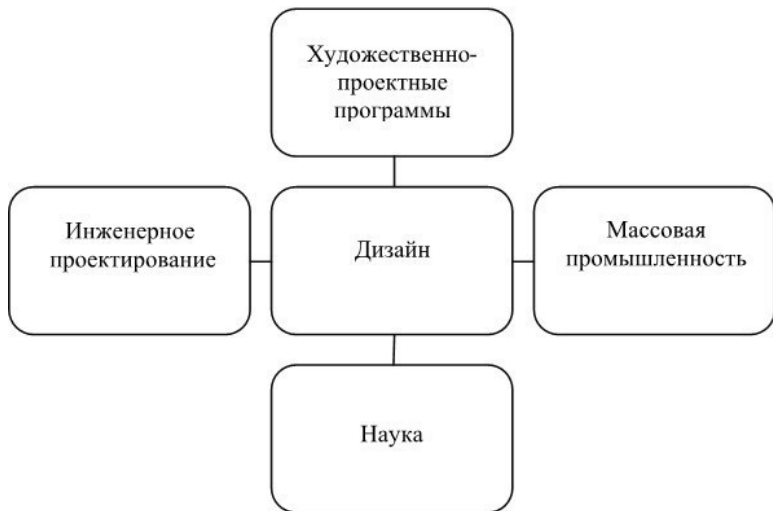 Художественно-
проектные
программы
Инженерное
проектирование
Дизайн
Массовая
промышленность
Наука